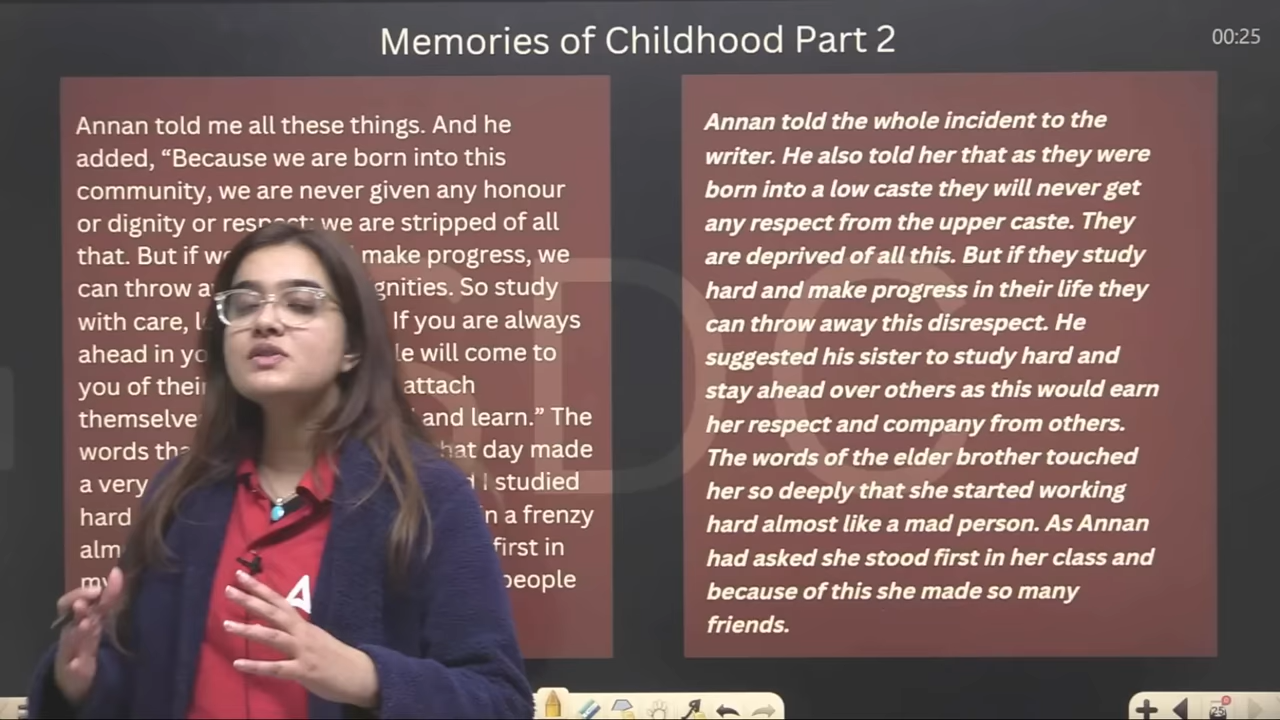 Memories of Childhood Part 2
00:25
Annan told me all these things. And he
added, “Because we are born into this
community, we are never given any honour
or dignity or respect; we are stripped of all
that. But if we make progress, we
can throw
with care, If you are always
ahead in will come to
you of attach
and learn.” The
words day made
a very I studied
hard in a frenzy
first in
people
Annan told the whole incident to the
writer. He also told her that as they were
born into a low caste they will never get
any respect from the upper caste. They
are deprived of all this. But if they study
hard and make progress in their life they
can throw away this disrespect. He
suggested his sister to study hard and
stay ahead over others as this would earn
her respect and company from others.
The words of the elder brother touched
her so deeply that she started working
hard almost like a mad person. As Annan
had asked she stood first in her class and
because of this she made so many
friends.